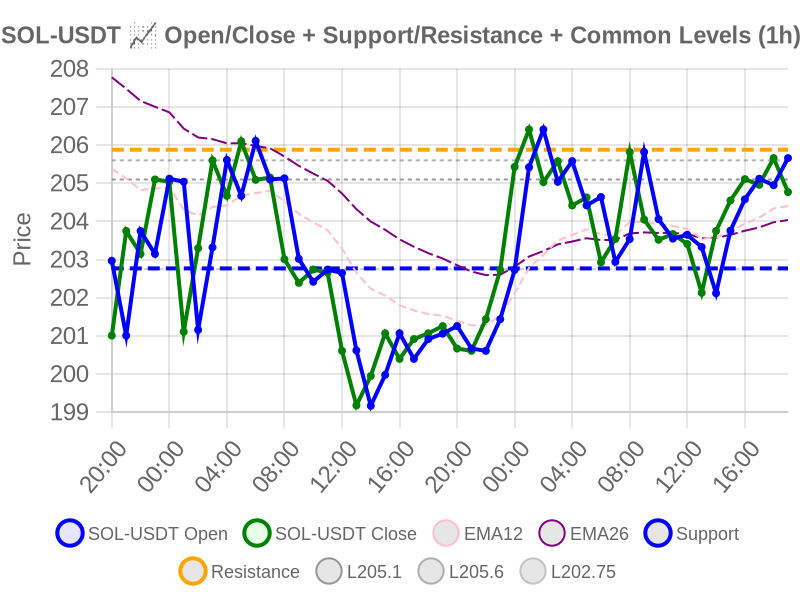 SOL-USDT 📈 Open/Close + Support/Resistance + Common Levels (1h)
208
207
206
205
204
203
202
201
200
199
Price
20:00 00:00 04:00 08:00 12:00 16:00 20:00 00:00 04:00 08:00 12:00 16:00
SOL-USDT Open SOL-USDT Close EMA12 EMA26 Support
Resistance L205.1 L205.6 L202.75